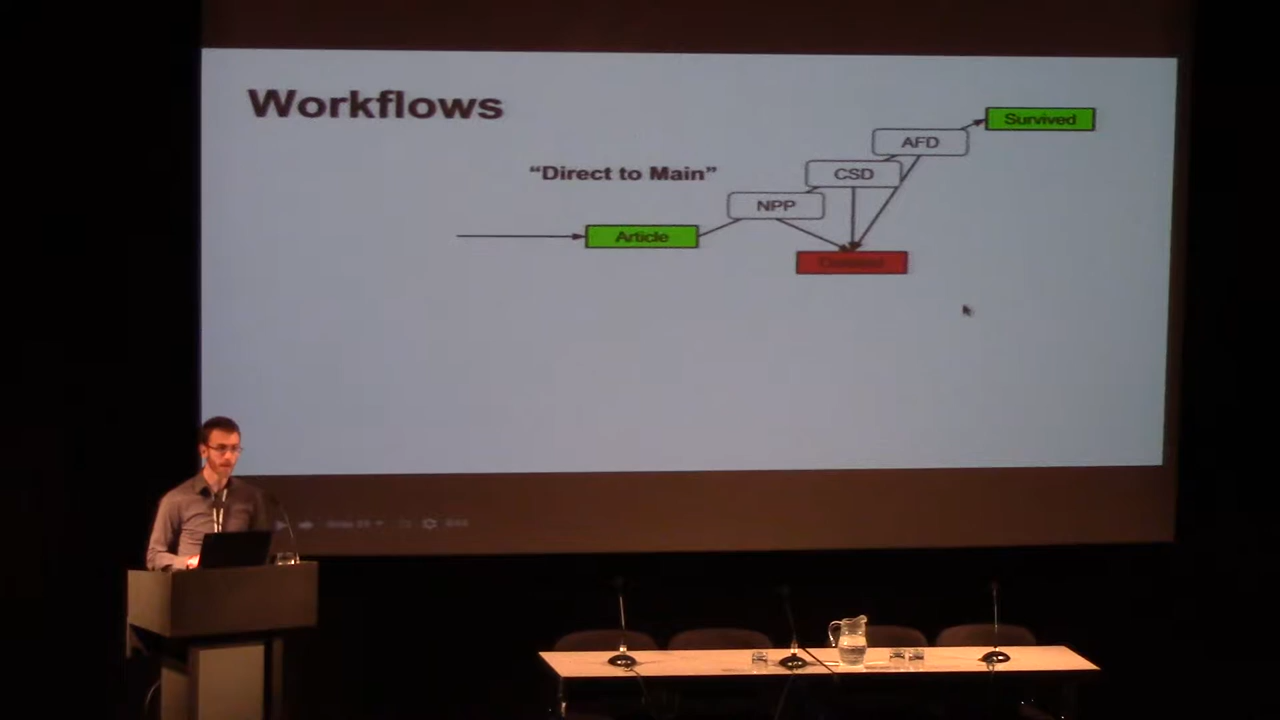 Workflows
Survived
AFD
"Direct to Main"
CSD
NPP
Article